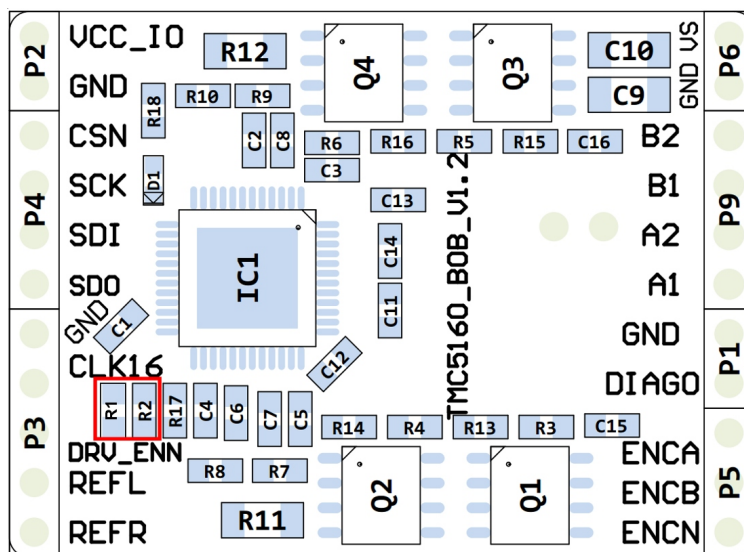 P2
VCC_IO
GND
R12
Q4
Q3
C10
C9
GND VS
P6
R18
R10
R9
C2
C8
R6
C3
R16
R5
R15
C16
P4
CSN
SCK
SDI
SDO
D1
IC1
C13
C14
C11
TMC5160_BOB_V1.2
B2
B1
A2
A1
P9
GND
C1
CLK16
C12
GND
DIAG0
P1
P3
R1
R2
R17
C4
C6
C7
C5
R14
R4
R13
R3
C15
DRV_ENN
REFL
REFR
R8
R7
R11
Q2
Q1
ENCA
ENCB
ENCN
P5